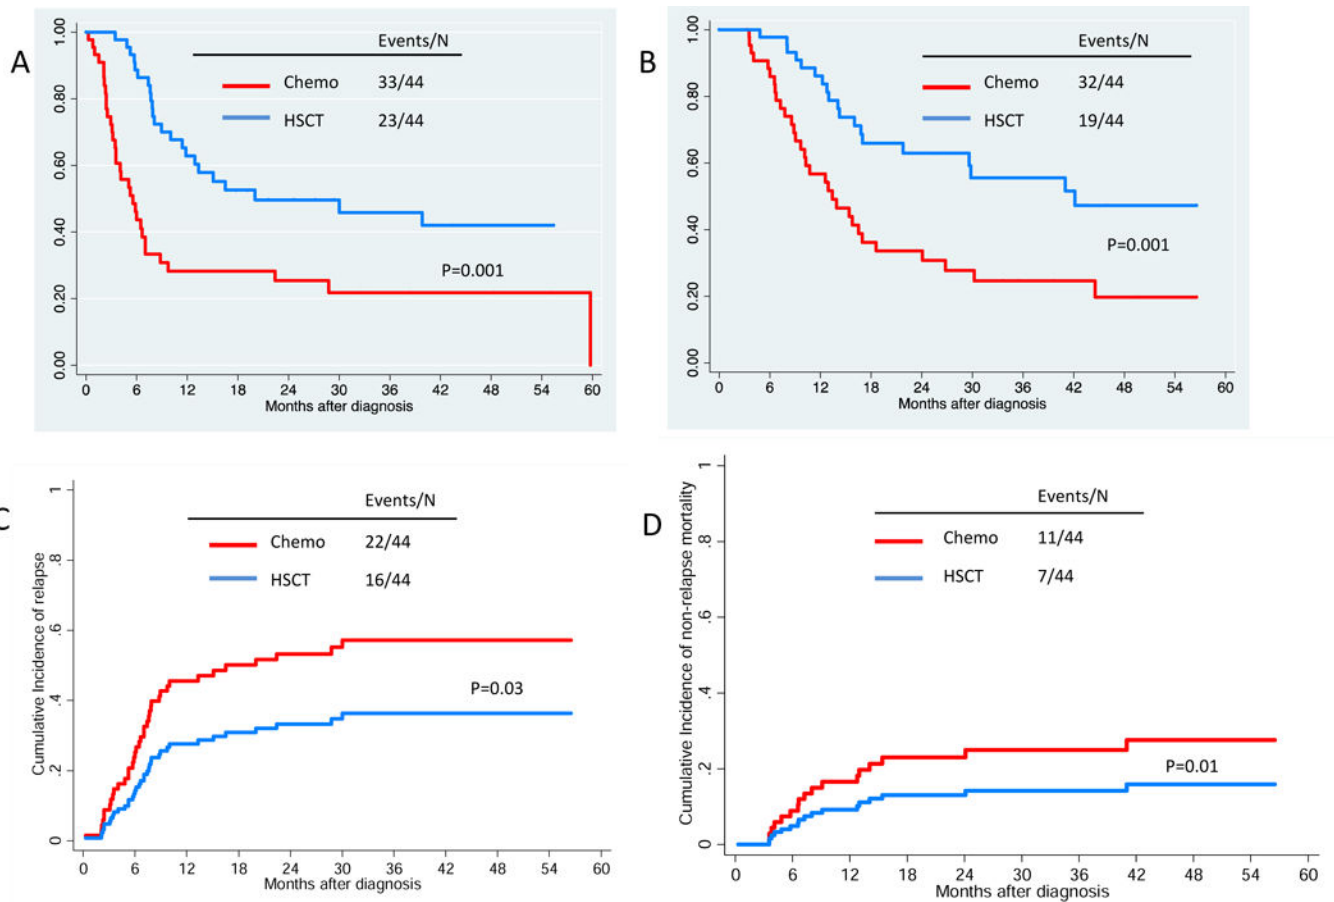 A
Events/N
Chemo 33/44
HSCT 23/44
P=0.001
1.00
0.80
0.60
0.40
0.20
0.00
0 6 12 18 24 30 36 42 48 54 60
Months after diagnosis
B
Events/N
Chemo 32/44
HSCT 19/44
P=0.001
1.00
0.80
0.60
0.40
0.20
0.00
0 6 12 18 24 30 36 42 48 54 60
Months after diagnosis
C
Events/N
Chemo 22/44
HSCT 16/44
P=0.03
Cumulative Incidence of relapse
1
.8
.6
.4
.2
0
0 6 12 18 24 30 36 42 48 54 60
Months after diagnosis
D
Events/N
Chemo 11/44
HSCT 7/44
P=0.01
Cumulative Incidence of non-relapse mortality
1
.8
.6
.4
.2
0
0 6 12 18 24 30 36 42 48 54 60
Months after diagnosis